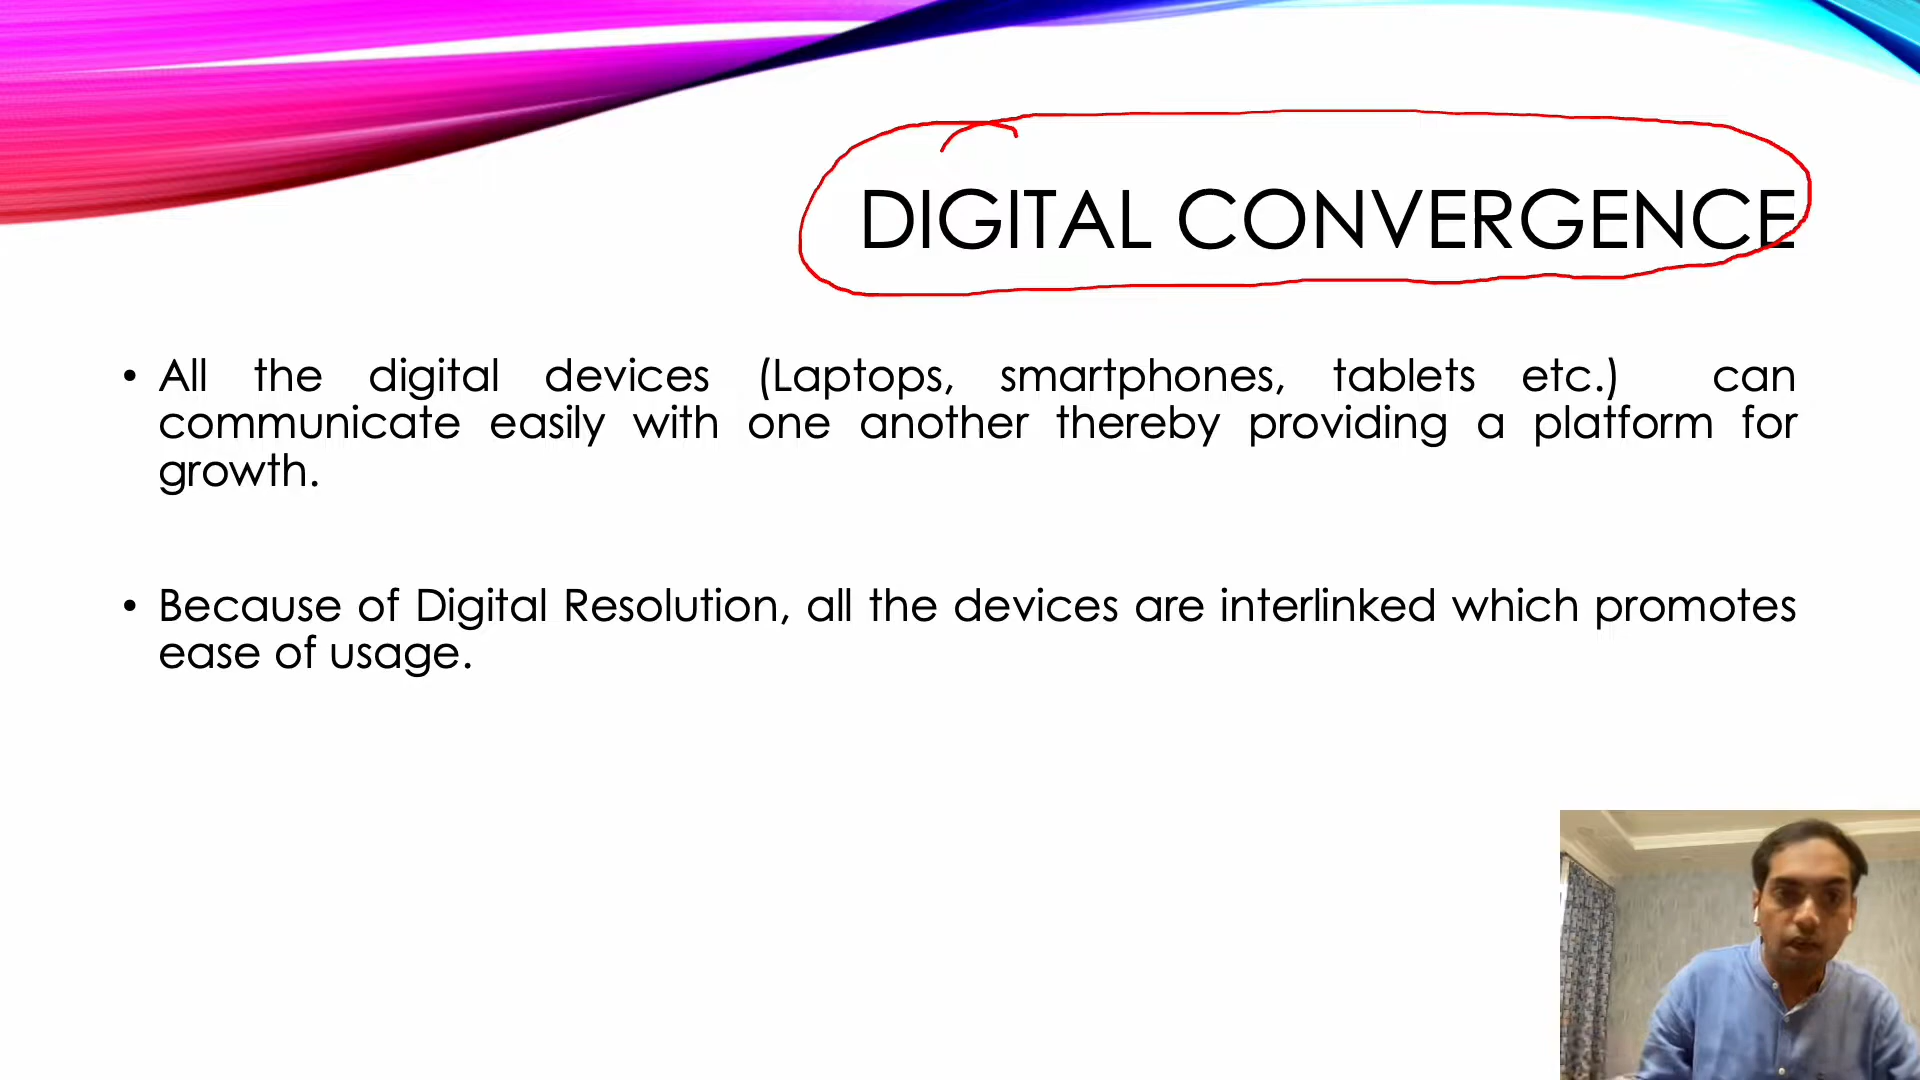 DIGITAL CONVERGENCE
• All the digital devices (Laptops, smartphones, tablets etc.) can
communicate easily with one another thereby providing a platform for
growth.
• Because of Digital Resolution, all the devices are interlinked which promotes
ease of usage.